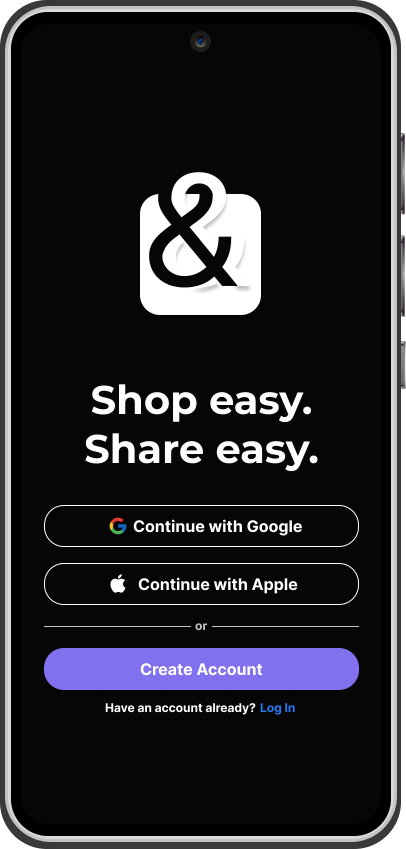 &
Shop easy.
Share easy.
Continue with Google
Continue with Apple
or
Create Account
Have an account already? Log In